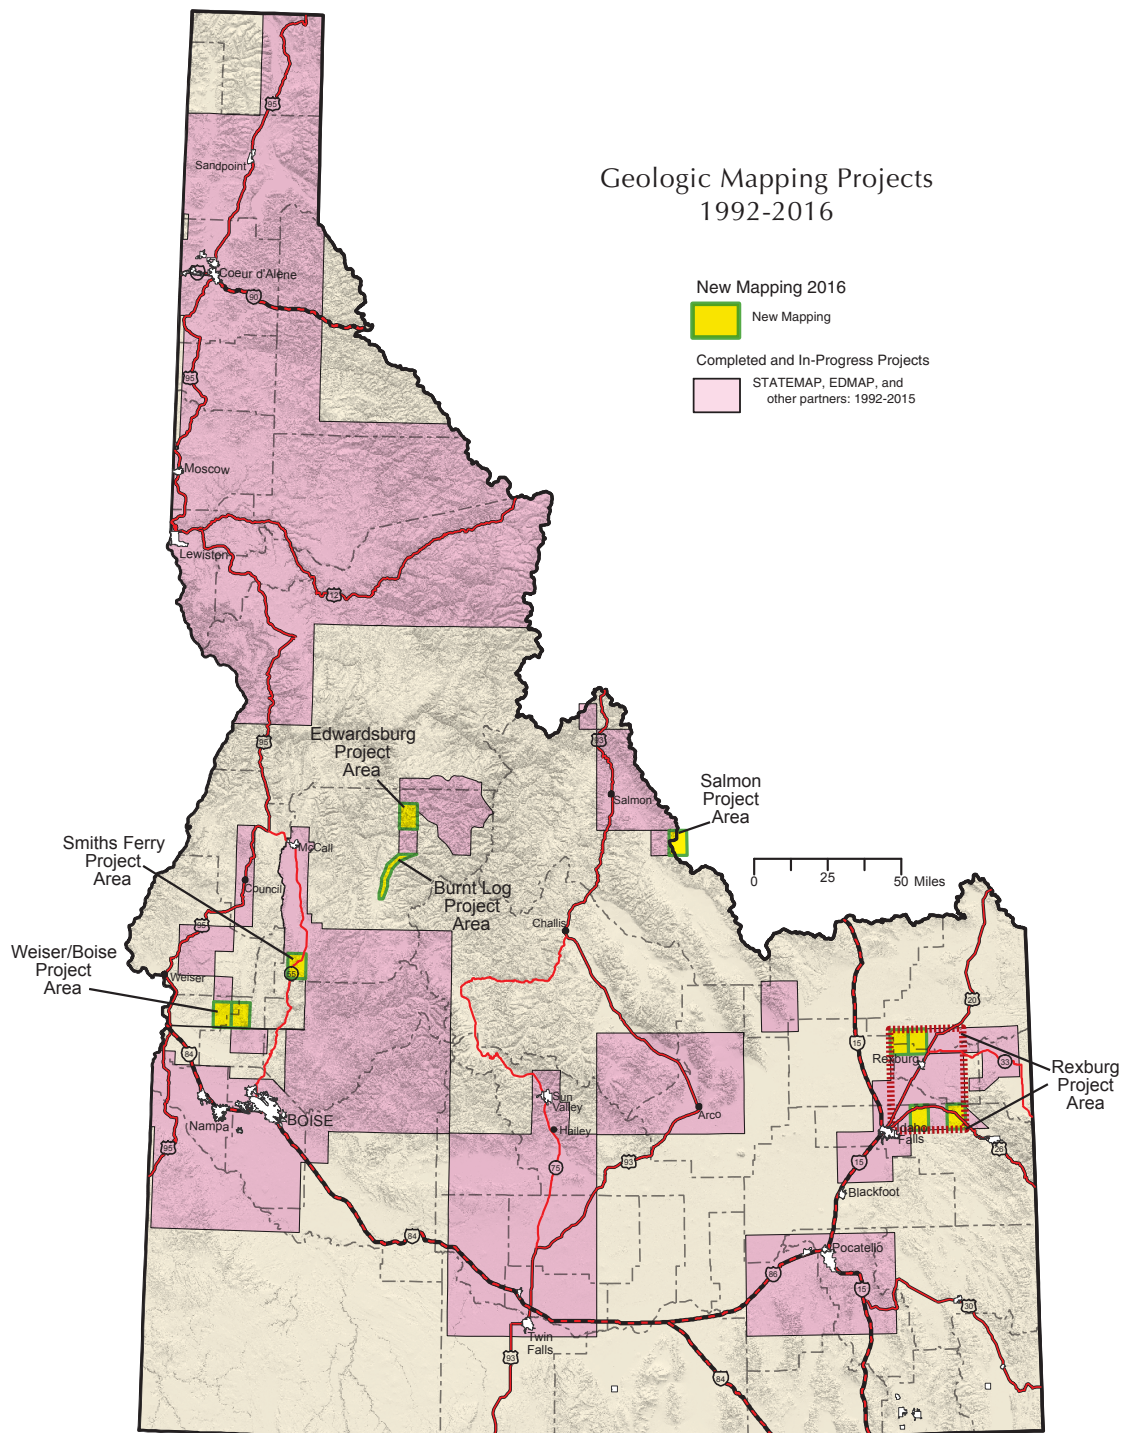 Geologic Mapping Projects
1992-2016
New Mapping 2016
New Mapping
Completed and In-Progress Projects
STATEMAP, EDMAP, and
other partners: 1992-2015
95
Sandpoint
Coeur d'Alene
90
95
Moscow
Lewiston
12
95
Edwardsburg
Project
Area
93
Salmon
Salmon
Project
Area
Smiths Ferry
Project
Area
McCall
Council
Burnt Log
Project
Area
0
25
50 Miles
95
Challis
Weiser/Boise
Project
Area
Weiser
55
20
84
15
Rexburg
33
Rexburg
Project
Area
Nampa
BOISE
Sun
Valley
Hailey
Arco
Idaho
Falls
26
95
75
93
15
Blackfoot
84
Pocatello
86
15
30
Twin
Falls
93
84